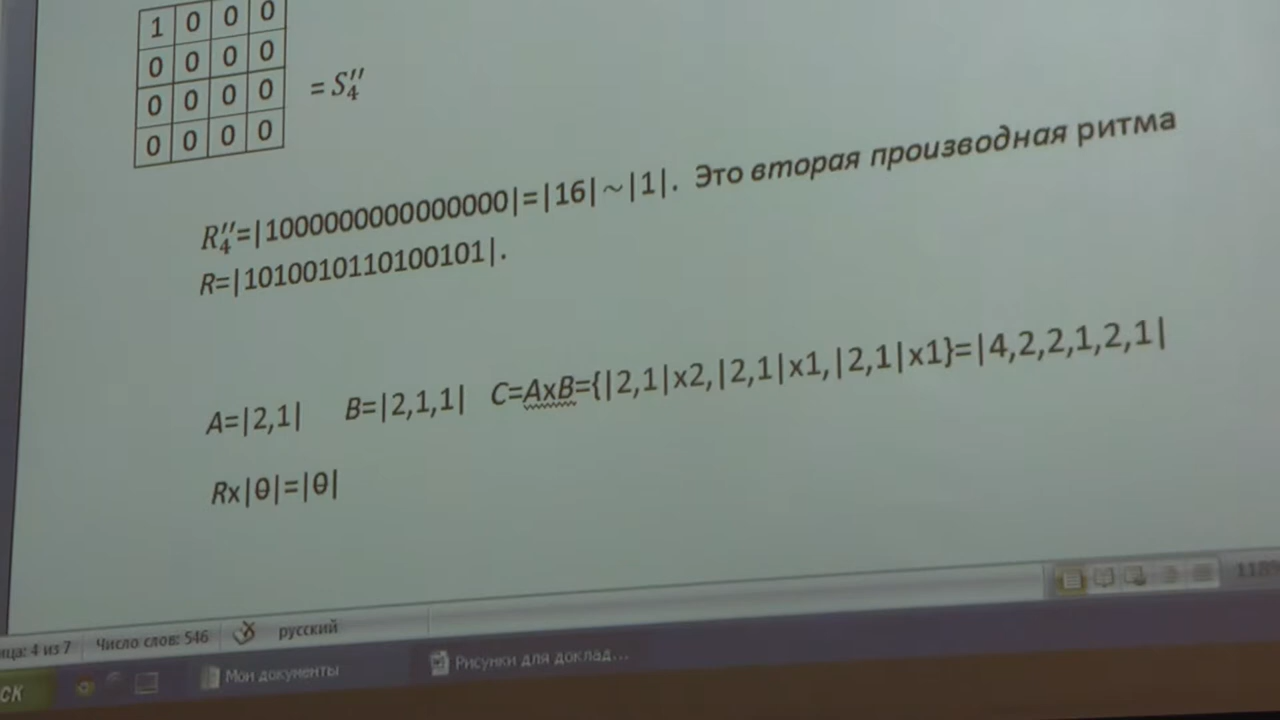 1 0 0 0
0 0 0 0
0 0 0 0
0 0 0 0
= S₄′′
R₄′′=|1000000000000000|=|16|~|1|. Это вторая производная ритма
R=|1010010110100101|.
A=|2,1| B=|2,1,1| C=AxB={|2,1|x2,|2,1|x1,|2,1|x1}=|4,2,2,1,2,1|
Rx|θ|=|θ|
4 из 7 Число слов: 546 русский
Мои документы Рисунки для доклад...